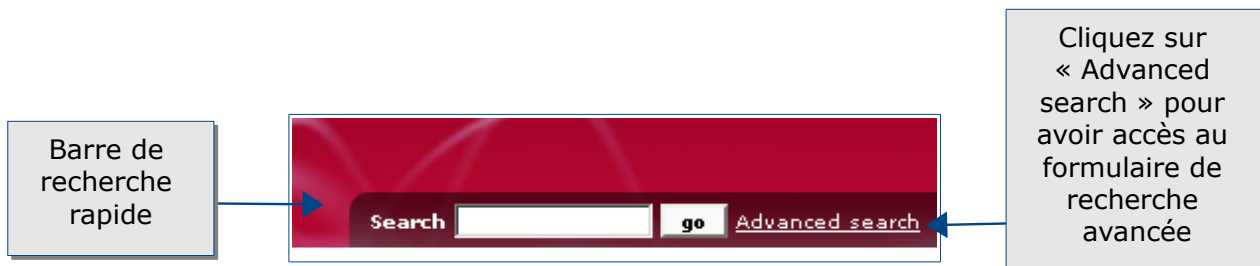 Barre de
recherche
rapide
Search go Advanced search
Cliquez sur
« Advanced
search » pour
avoir accès au
formulaire de
recherche
avancée